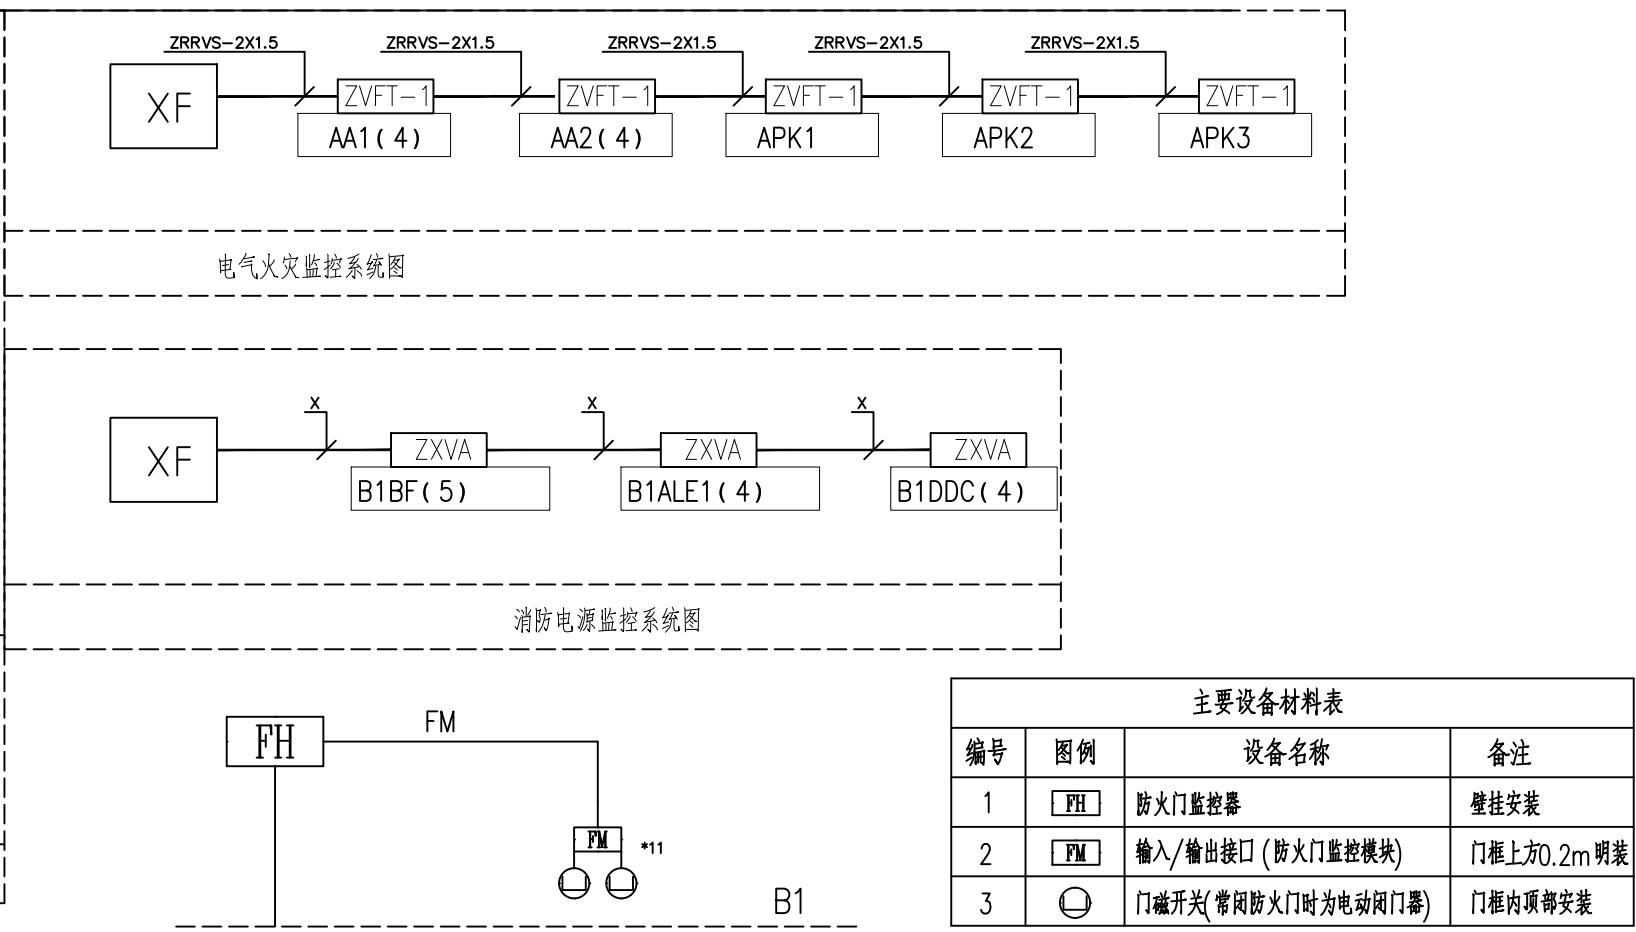 ZRRVS-2X1.5 ZRRVS-2X1.5 ZRRVS-2X1.5 ZRRVS-2X1.5 ZRRVS-2X1.5
XF ZVFT-1 ZVFT-1 ZVFT-1 ZVFT-1 ZVFT-1
AA1(4) AA2(4) APK1 APK2 APK3
电气火灾监控系统图
X X X
XF ZXVA ZXVA ZXVA
B1BF(5) B1ALE1(4) B1DDC(4)
消防电源监控系统图
FH FM
FM *11
B1
主要设备材料表
编号 图例 设备名称 备注
1 FH 防火门监控器 壁挂安装
2 FM 输入/输出接口(防火门监控模块) 门框上方0.2m明装
3 门磁开关(常闭防火门时为电动闭门器) 门框内顶部安装